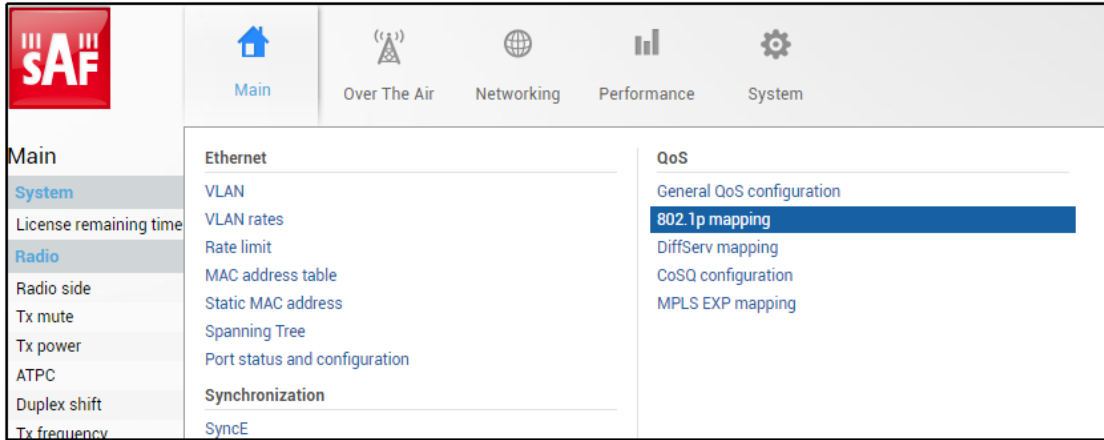 SAF
Main
Over The Air
Networking
Performance
System
Main
System
License remaining time
Radio
Radio side
Tx mute
Tx power
ATPC
Duplex shift
Tx frequency
Ethernet
VLAN
VLAN rates
Rate limit
MAC address table
Static MAC address
Spanning Tree
Port status and configuration
Synchronization
SyncE
QoS
General QoS configuration
802.1p mapping
DiffServ mapping
CoSQ configuration
MPLS EXP mapping